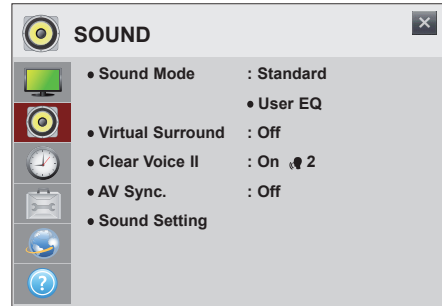 SOUND
• Sound Mode : Standard
• User EQ
• Virtual Surround : Off
• Clear Voice II : On 2
• AV Sync. : Off
• Sound Setting
?